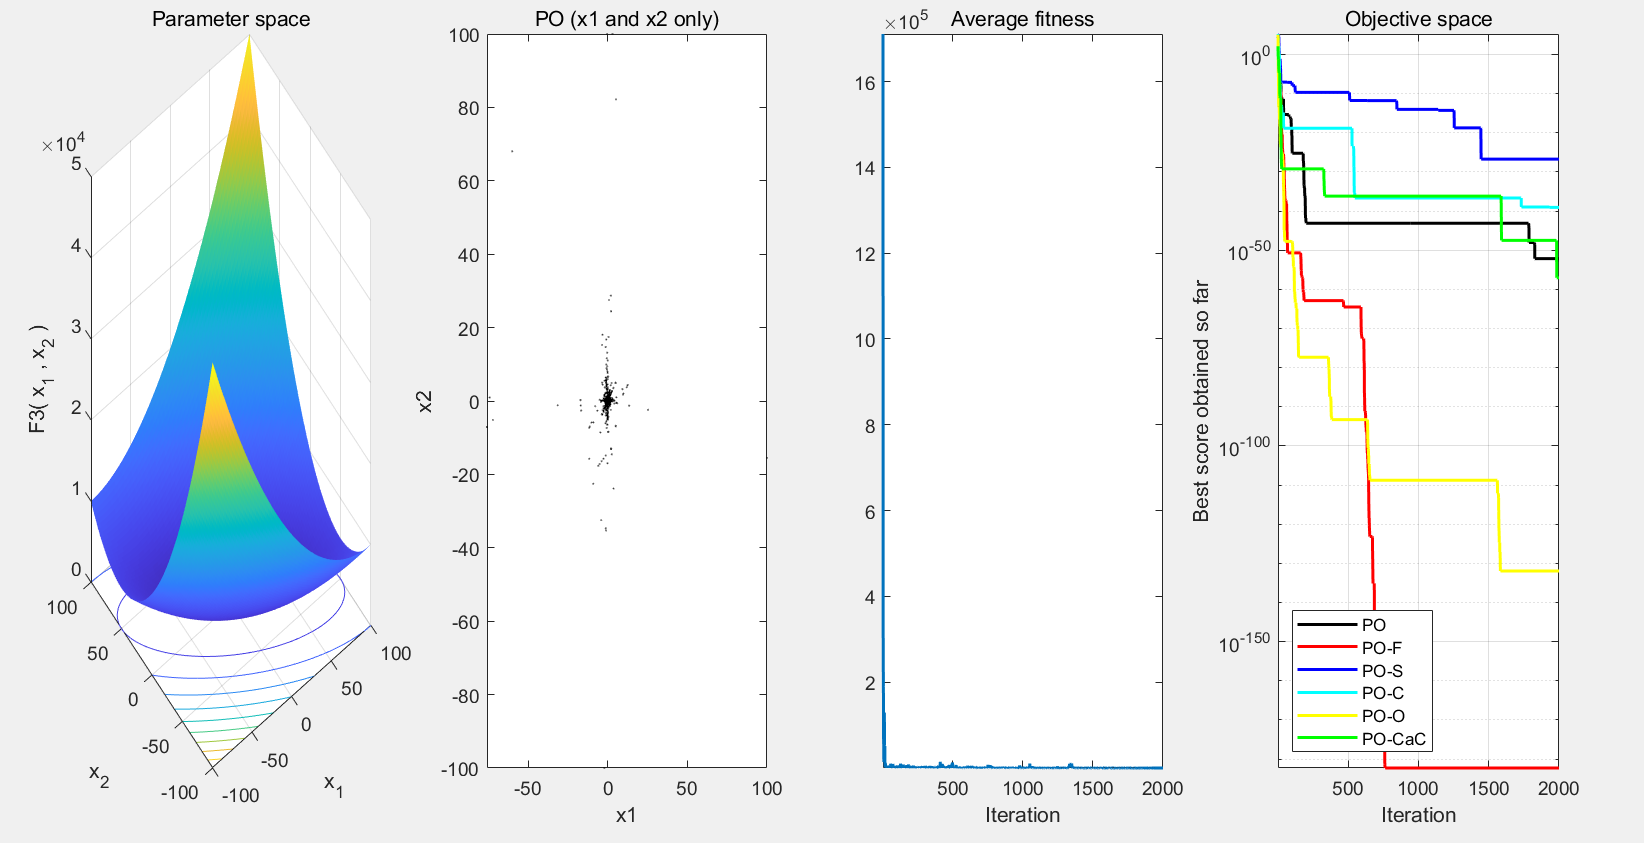 Parameter space
×10^4
5
4
3
2
1
0
F3( x_1 , x_2 )
100
50
0
-50
-100
x_2
-100
-50
0
50
100
x_1
PO (x1 and x2 only)
100
80
60
40
20
0
-20
-40
-60
-80
-100
x2
-50
0
50
100
x1
×10^5
Average fitness
16
14
12
10
8
6
4
2
500
1000
1500
2000
Iteration
Objective space
10^0
10^-50
10^-100
10^-150
Best score obtained so far
PO
PO-F
PO-S
PO-C
PO-O
PO-CaC
500
1000
1500
2000
Iteration